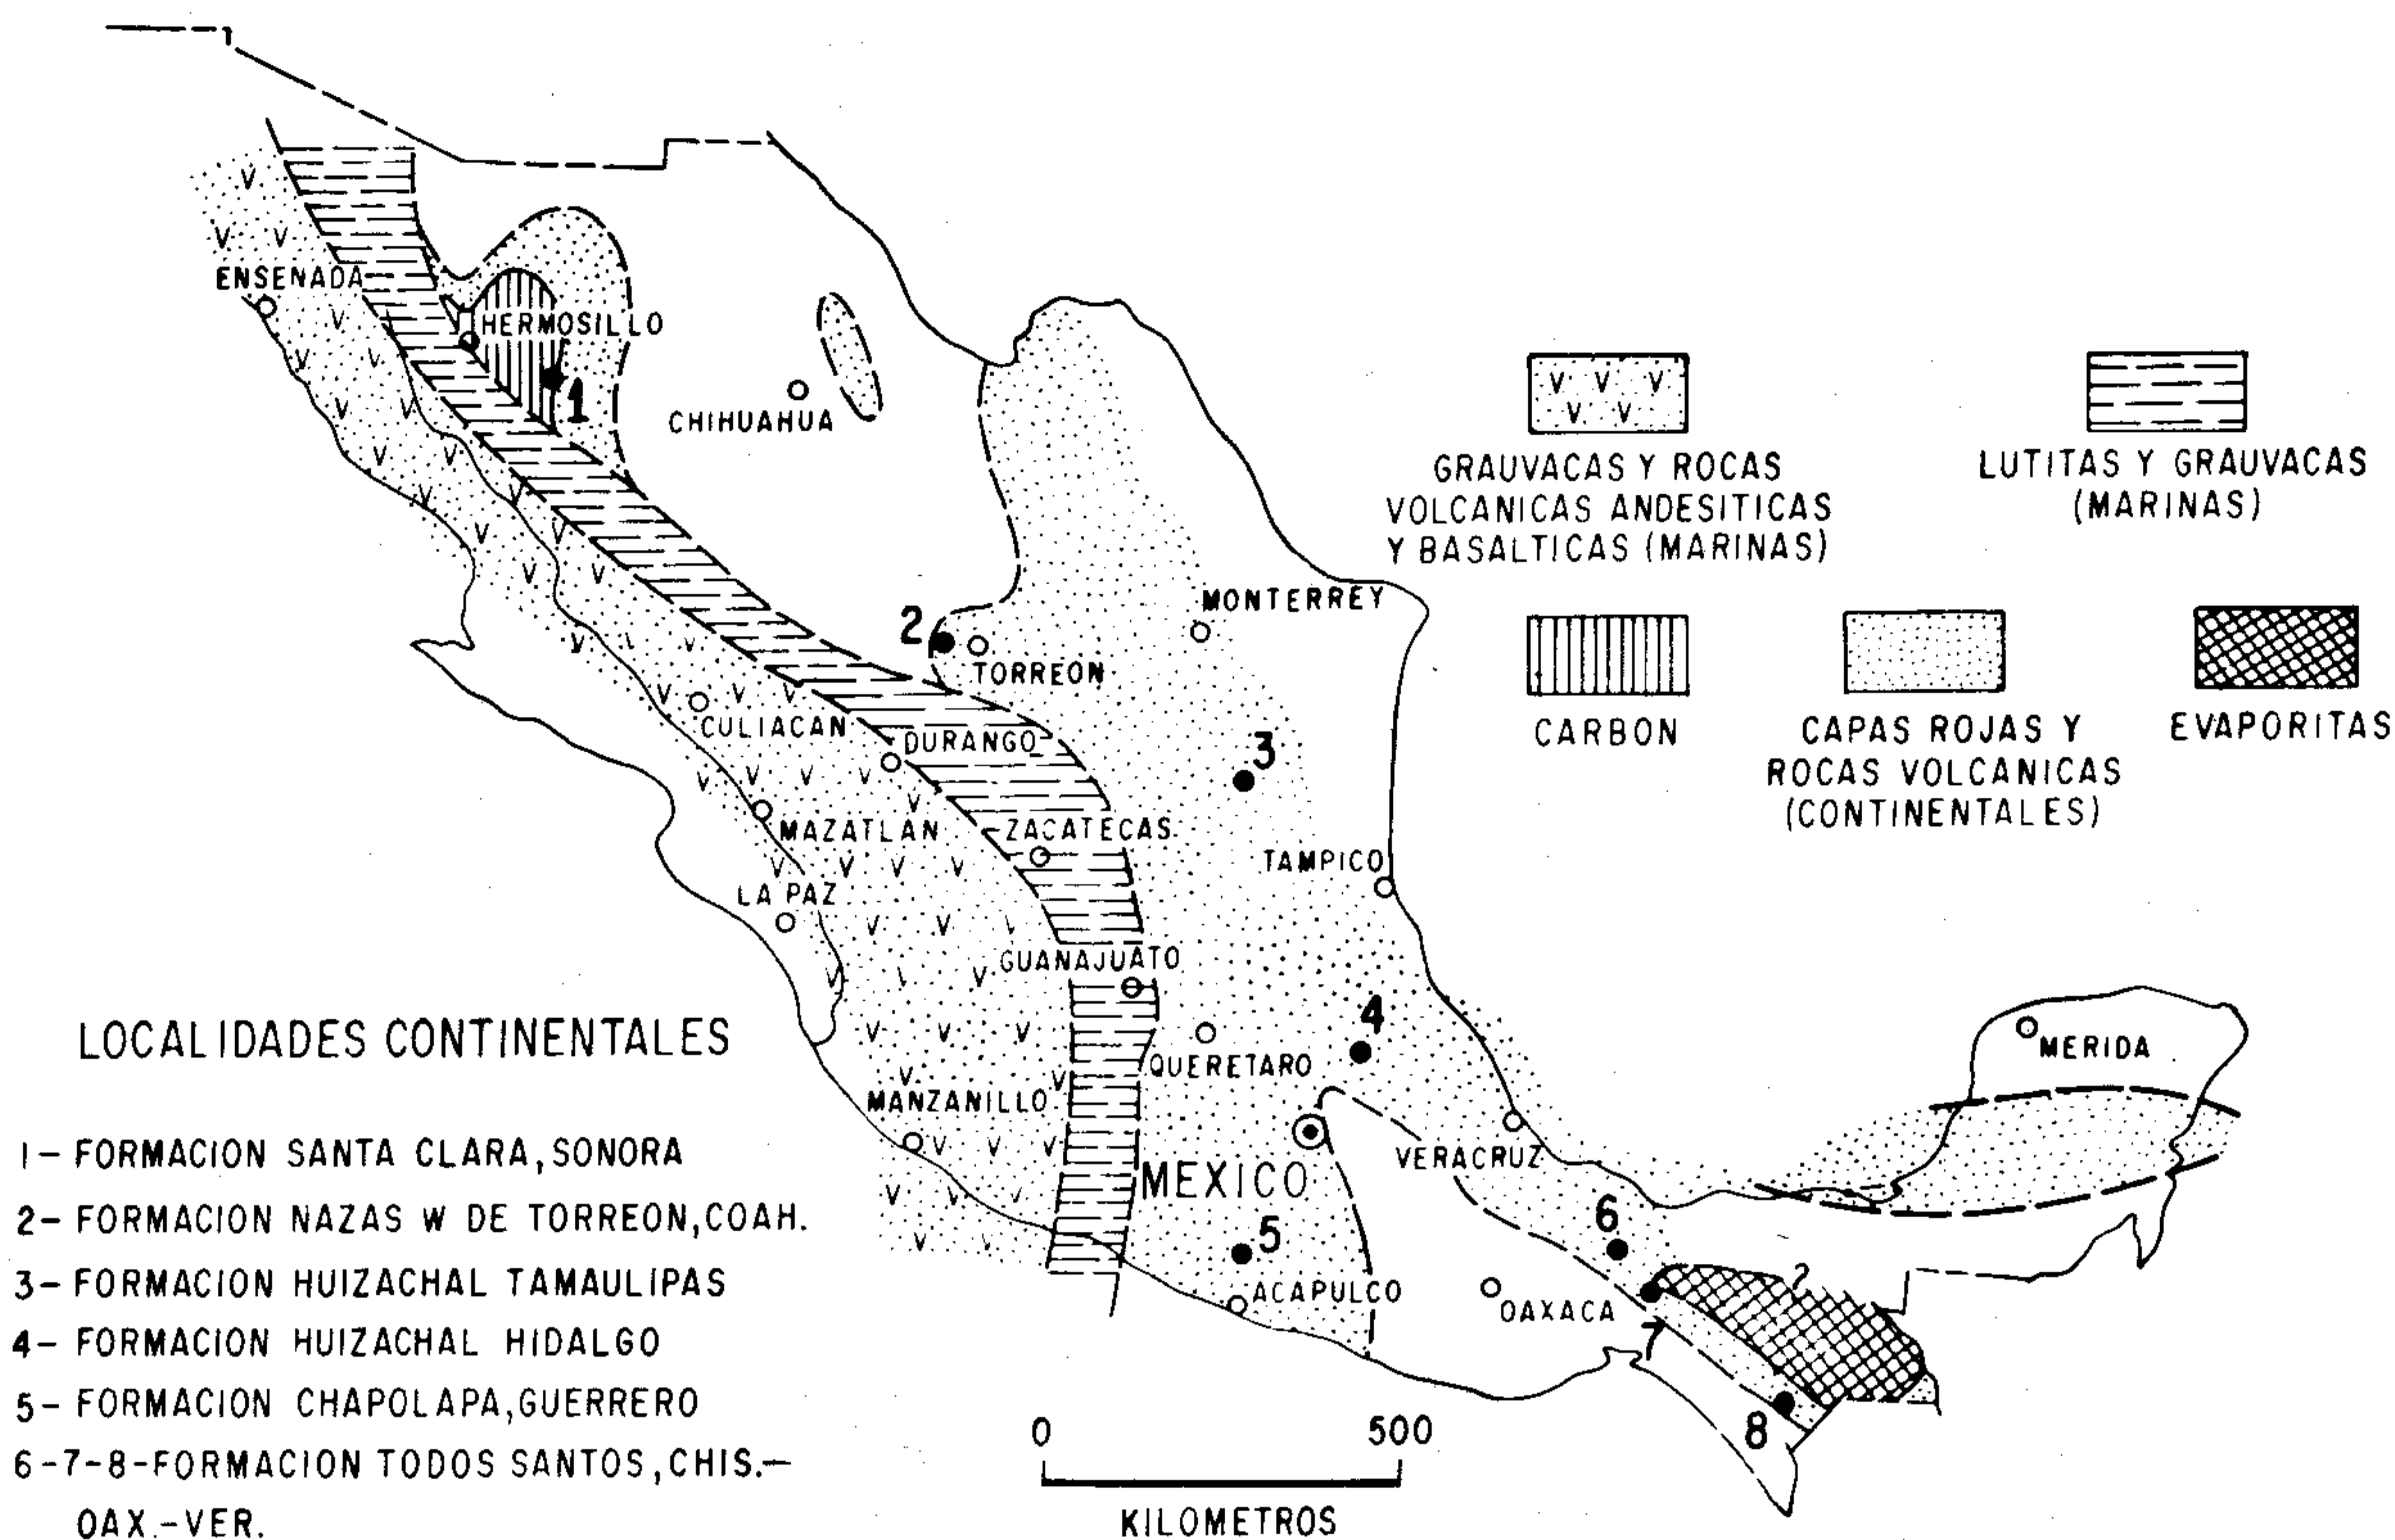 ENSENADA
HERMOSILLO
1
CHIHUAHUA
GRAUVACAS Y ROCAS
VOLCANICAS ANDESITICAS
Y BASALTICAS (MARINAS)
LUTITAS Y GRAUVACAS
(MARINAS)
MONTERREY
2
TORREON
CARBON
CAPAS ROJAS Y
ROCAS VOLCANICAS
(CONTINENTALES)
EVAPORITAS
CULIACAN
DURANGO
3
MAZATLAN
ZACATECAS
TAMPICO
LA PAZ
GUANAJUATO
4
QUERETARO
MERIDA
MANZANILLO
VERACRUZ
MEXICO
6
5
ACAPULCO
OAXACA
?
8
LOCALIDADES CONTINENTALES
1- FORMACION SANTA CLARA, SONORA
2- FORMACION NAZAS W DE TORREON, COAH.
3- FORMACION HUIZACHAL TAMAULIPAS
4- FORMACION HUIZACHAL HIDALGO
5- FORMACION CHAPOLAPA, GUERRERO
6-7-8-FORMACION TODOS SANTOS, CHIS.-
OAX.-VER.
0 500
KILOMETROS